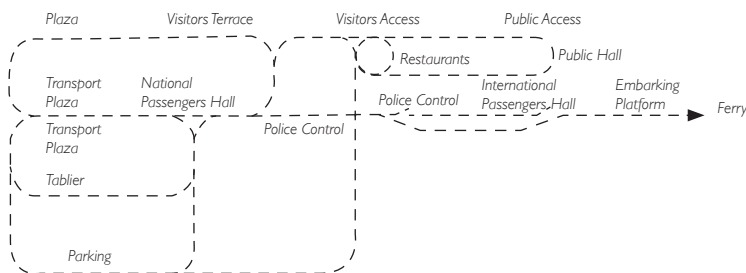 Plaza
Visitors Terrace
Visitors Access
Public Access
Restaurants
Public Hall
Transport
Plaza
National
Passengers Hall
Police Control
International
Passengers Hall
Embarking
Platform
Ferry
Transport
Plaza
Police Control
Tablier
Parking